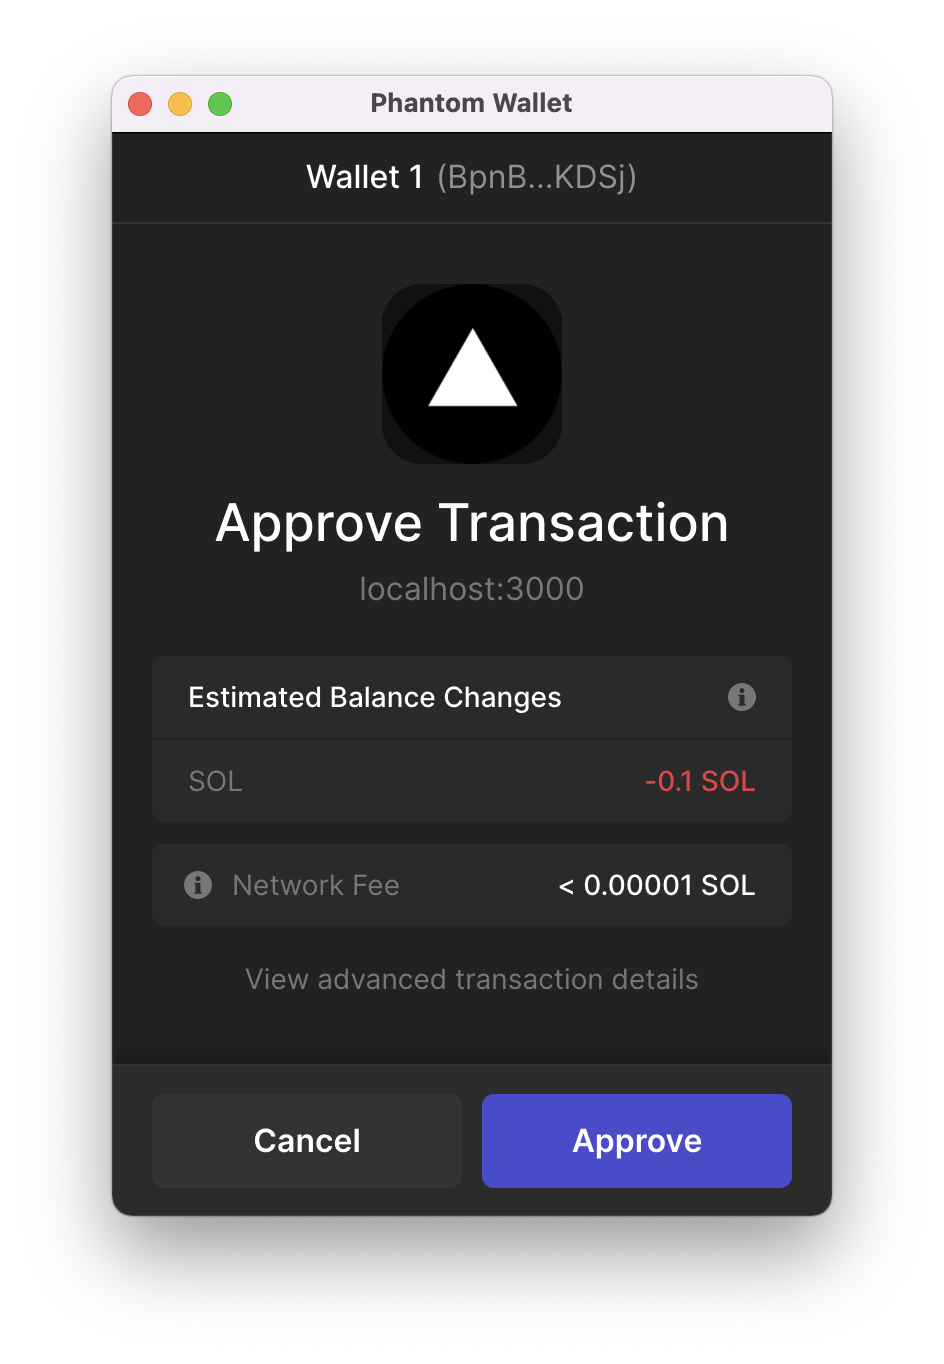 Phantom Wallet
Wallet 1 (BpnB...KDSj)
Approve Transaction
localhost:3000
Estimated Balance Changes
SOL -0.1 SOL
Network Fee < 0.00001 SOL
View advanced transaction details
Cancel Approve